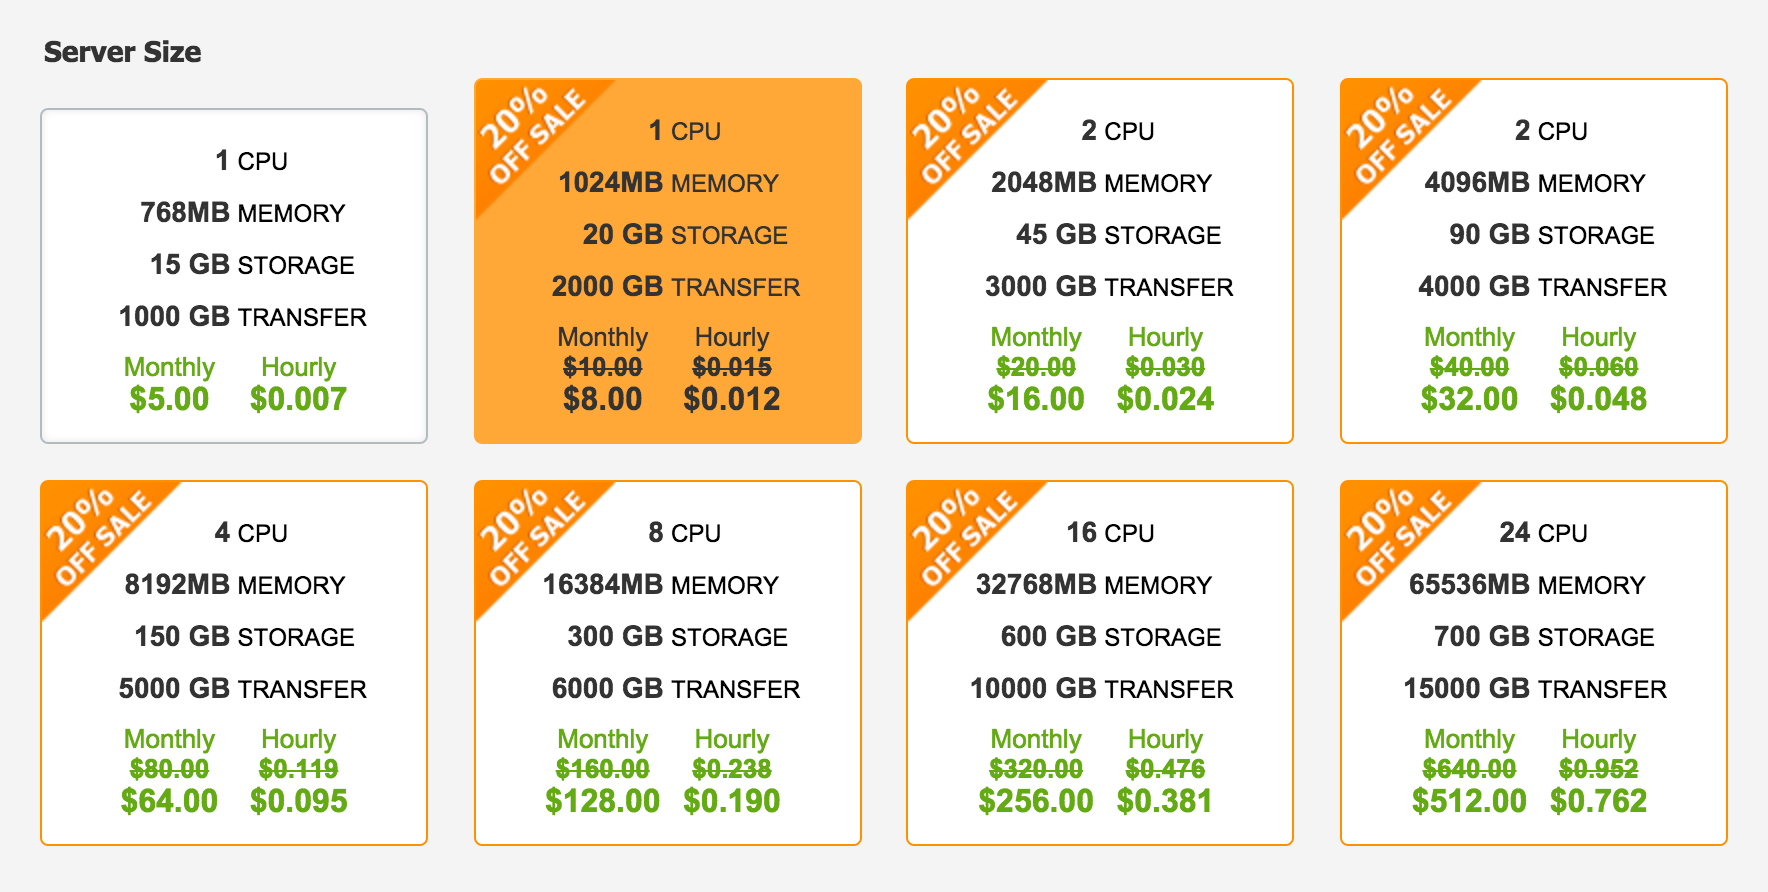 Server Size
1 CPU
768MB MEMORY
15 GB STORAGE
1000 GB TRANSFER
Monthly Hourly
$5.00 $0.007
20%
OFF SALE
1 CPU
1024MB MEMORY
20 GB STORAGE
2000 GB TRANSFER
Monthly Hourly
$10.00 $0.015
$8.00 $0.012
20%
OFF SALE
2 CPU
2048MB MEMORY
45 GB STORAGE
3000 GB TRANSFER
Monthly Hourly
$20.00 $0.030
$16.00 $0.024
20%
OFF SALE
2 CPU
4096MB MEMORY
90 GB STORAGE
4000 GB TRANSFER
Monthly Hourly
$40.00 $0.060
$32.00 $0.048
20%
OFF SALE
4 CPU
8192MB MEMORY
150 GB STORAGE
5000 GB TRANSFER
Monthly Hourly
$80.00 $0.119
$64.00 $0.095
20%
OFF SALE
8 CPU
16384MB MEMORY
300 GB STORAGE
6000 GB TRANSFER
Monthly Hourly
$160.00 $0.238
$128.00 $0.190
20%
OFF SALE
16 CPU
32768MB MEMORY
600 GB STORAGE
10000 GB TRANSFER
Monthly Hourly
$320.00 $0.476
$256.00 $0.381
20%
OFF SALE
24 CPU
65536MB MEMORY
700 GB STORAGE
15000 GB TRANSFER
Monthly Hourly
$640.00 $0.952
$512.00 $0.762